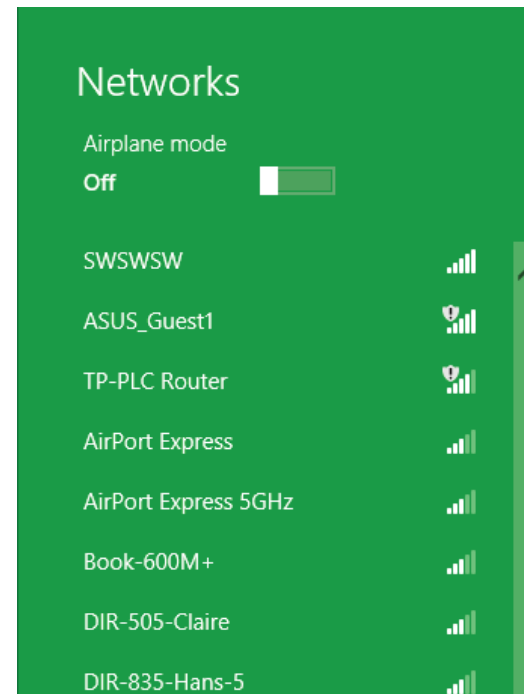 Networks
Airplane mode
Off
SWSWSW
ASUS_Guest1
TP-PLC Router
AirPort Express
AirPort Express 5GHz
Book-600M+
DIR-505-Claire
DIR-835-Hans-5